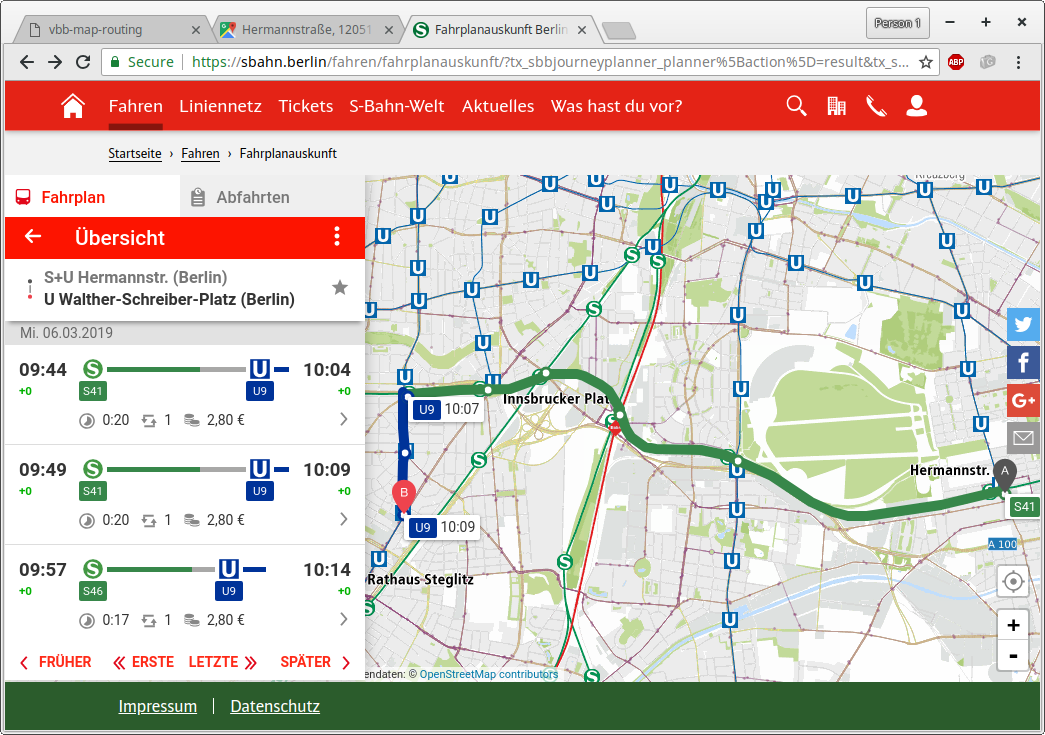 vbb-map-routing
Hermannstraße, 12051
Fahrplanauskunft Berlin
Person 1
Secure
https://sbahn.berlin/fahren/fahrplanauskunft/?tx_sbbjourneyplanner_planner%5Baction%5D=result&tx_s...
ABP
Fahren Liniennetz Tickets S-Bahn-Welt Aktuelles Was hast du vor?
Startseite › Fahren › Fahrplanauskunft
Fahrplan
Abfahrten
Übersicht
S+U Hermannstr. (Berlin)
U Walther-Schreiber-Platz (Berlin)
Mi. 06.03.2019
09:44 S U 10:04
+0 S41 U9 +0
0:20 1 2,80 €
09:49 S U 10:09
+0 S41 U9 +0
0:20 1 2,80 €
09:57 S U 10:14
+0 S46 U9 +0
0:17 1 2,80 €
FRÜHER ERSTE LETZTE SPÄTER
Kreuzberg
Innsbrucker Plat
U9 10:07
Hermannstr.
A
S41
B
U9 10:09
A 100
Rathaus Steglitz
+
-
endaten: © OpenStreetMap contributors
G+
Impressum | Datenschutz